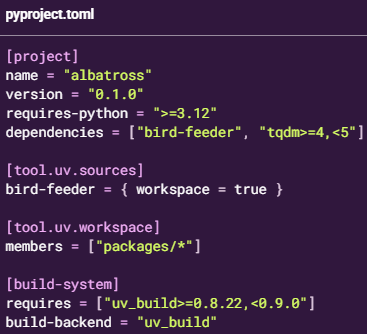 pyproject.toml
[project]
name = "albatross"
version = "0.1.0"
requires-python = ">=3.12"
dependencies = ["bird-feeder", "tqdm>=4,<5"]
[tool.uv.sources]
bird-feeder = { workspace = true }
[tool.uv.workspace]
members = ["packages/*"]
[build-system]
requires = ["uv_build>=0.8.22,<0.9.0"]
build-backend = "uv_build"